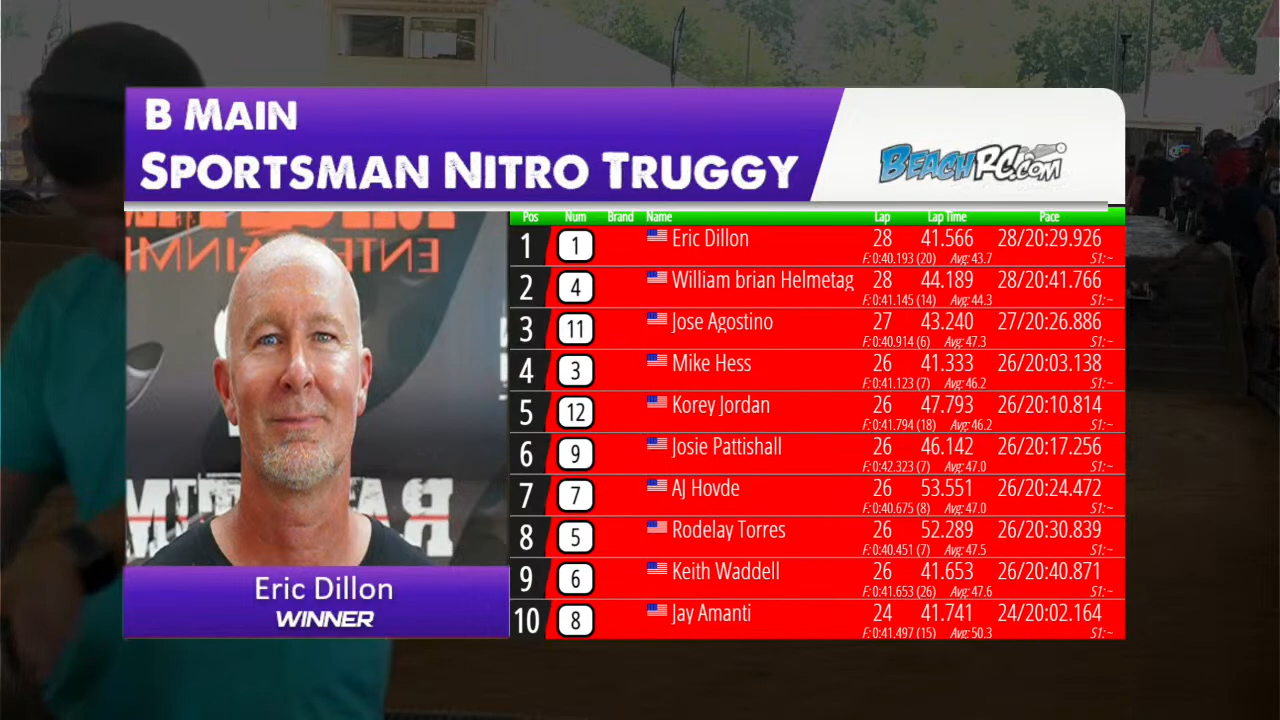 B Main
Sportsman Nitro Truggy
BeachRC.com
Pos Num Brand Name Lap Lap Time Pace
1 1 Eric Dillon 28 41.566 28/20:29.926
F: 0:40.193 (20) Avg: 43.7 S1: ~
2 4 William brian Helmetag 28 44.189 28/20:41.766
F: 0:41.145 (14) Avg: 44.3 S1: ~
3 11 Jose Agostino 27 43.240 27/20:26.886
F: 0:40.914 (6) Avg: 47.3 S1: ~
4 3 Mike Hess 26 41.333 26/20:03.138
F: 0:41.123 (7) Avg: 46.2 S1: ~
5 12 Korey Jordan 26 47.793 26/20:10.814
F: 0:41.794 (18) Avg: 46.2 S1: ~
6 9 Josie Pattishall 26 46.142 26/20:17.256
F: 0:42.323 (7) Avg: 47.0 S1: ~
7 7 AJ Hovde 26 53.551 26/20:24.472
F: 0:40.675 (8) Avg: 47.0 S1: ~
8 5 Rodelay Torres 26 52.289 26/20:30.839
F: 0:40.451 (7) Avg: 47.5 S1: ~
9 6 Keith Waddell 26 41.653 26/20:40.871
F: 0:41.653 (26) Avg: 47.6 S1: ~
10 8 Jay Amanti 24 41.741 24/20:02.164
F: 0:41.497 (15) Avg: 50.3 S1: ~
Eric Dillon
WINNER